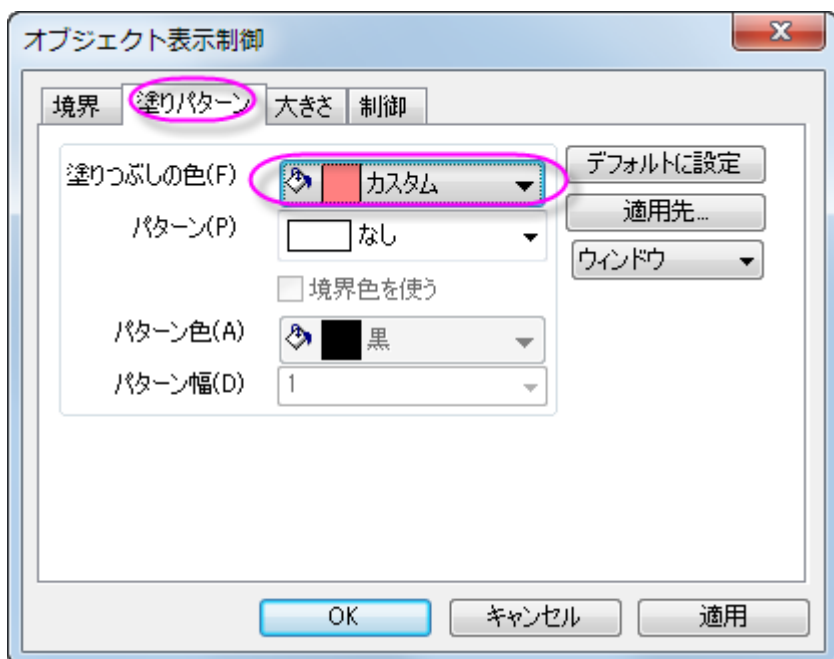 オブジェクト表示制御
境界 塗りパターン 大きさ 制御
塗りつぶしの色(F) カスタム デフォルトに設定
パターン(P) なし 適用先...
ウィンドウ
境界色を使う
パターン色(A) 黒
パターン幅(D) 1
OK キャンセル 適用